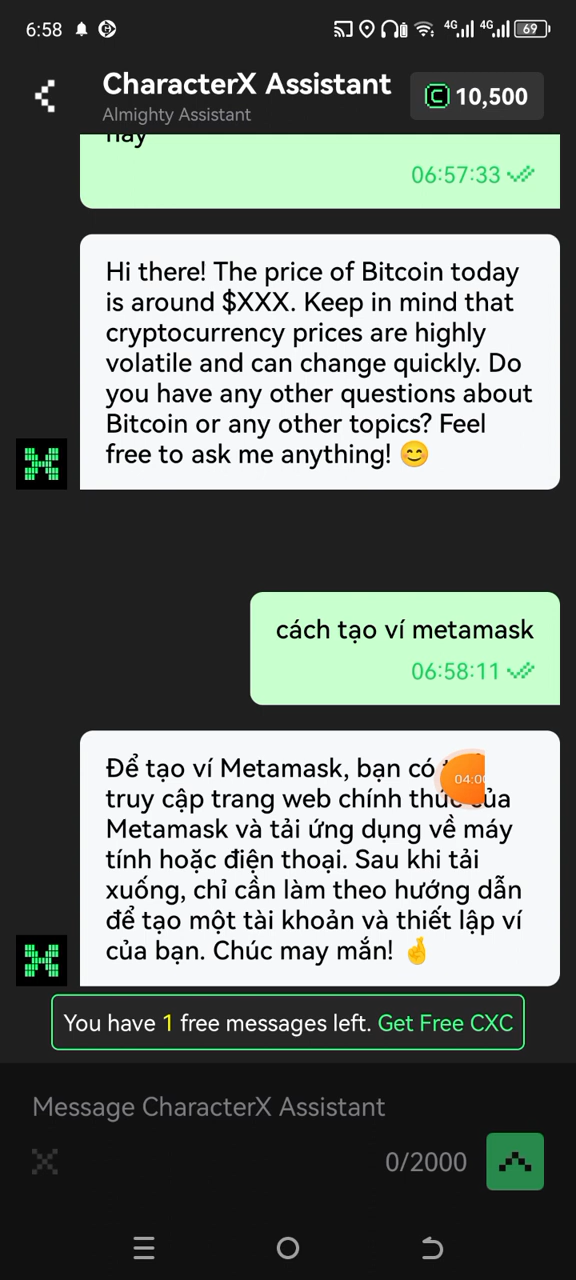 6:58
4G
4G
69
CharacterX Assistant
Almighty Assistant
C 10,500
nay
06:57:33
Hi there! The price of Bitcoin today
is around $XXX. Keep in mind that
cryptocurrency prices are highly
volatile and can change quickly. Do
you have any other questions about
Bitcoin or any other topics? Feel
free to ask me anything! 😊
cách tạo ví metamask
06:58:11
Để tạo ví Metamask, bạn có
04:00
truy cập trang web chính thức của
Metamask và tải ứng dụng về máy
tính hoặc điện thoại. Sau khi tải
xuống, chỉ cần làm theo hướng dẫn
để tạo một tài khoản và thiết lập ví
của bạn. Chúc may mắn! 🤞
You have 1 free messages left. Get Free CXC
Message CharacterX Assistant
0/2000